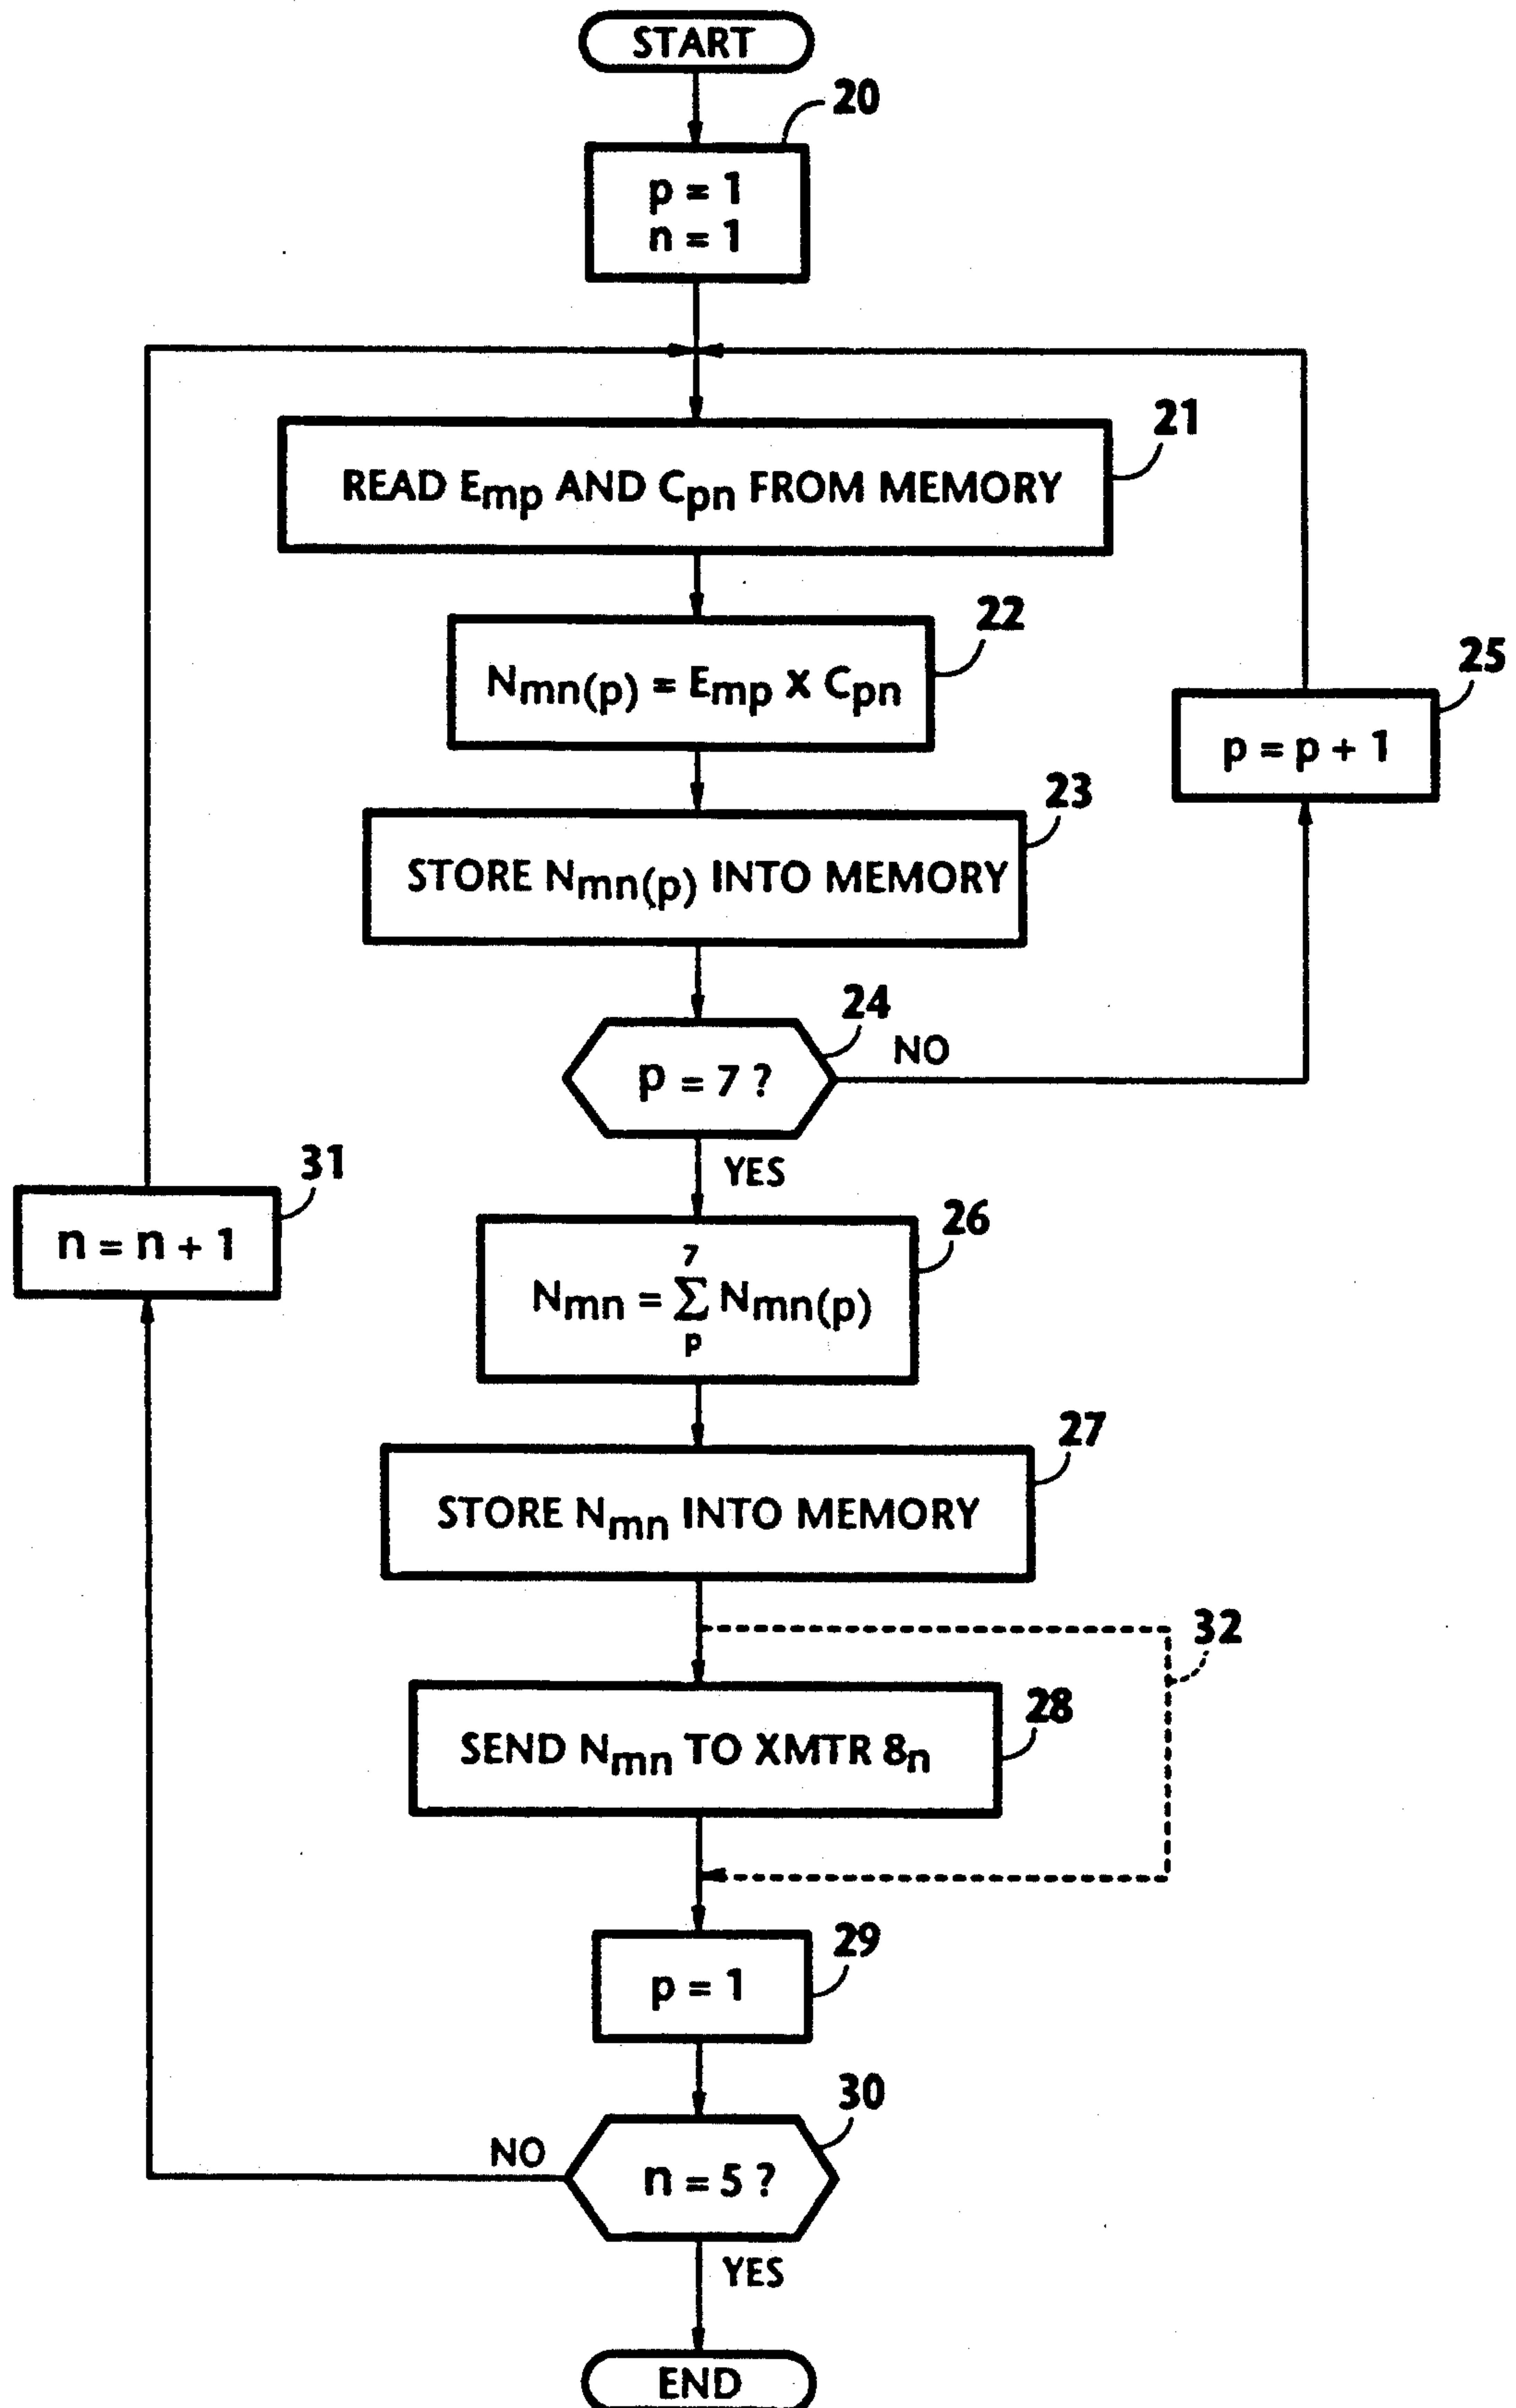 START
20
p = 1
n = 1
21
READ Emp AND Cpn FROM MEMORY
22
Nmn(p) = Emp X Cpn
25
p = p + 1
23
STORE Nmn(p) INTO MEMORY
24
p = 7 ?
NO
YES
31
n = n + 1
26
7
Nmn = Σ Nmn(p)
p
27
STORE Nmn INTO MEMORY
32
28
SEND Nmn TO XMTR 8n
29
p = 1
30
NO
n = 5 ?
YES
END